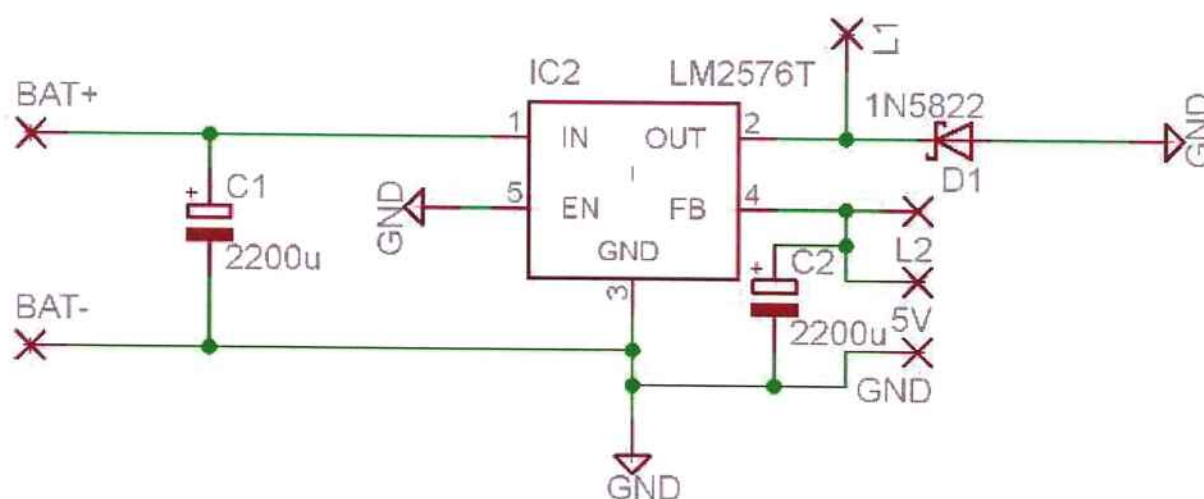 L1
IC2 LM2576T
BAT+ 1N5822
1 IN OUT 2
GND
D1
C1 + 5 EN FB 4
GND
GND L2
2200u + C2
3
BAT- 5V
2200u
GND
GND